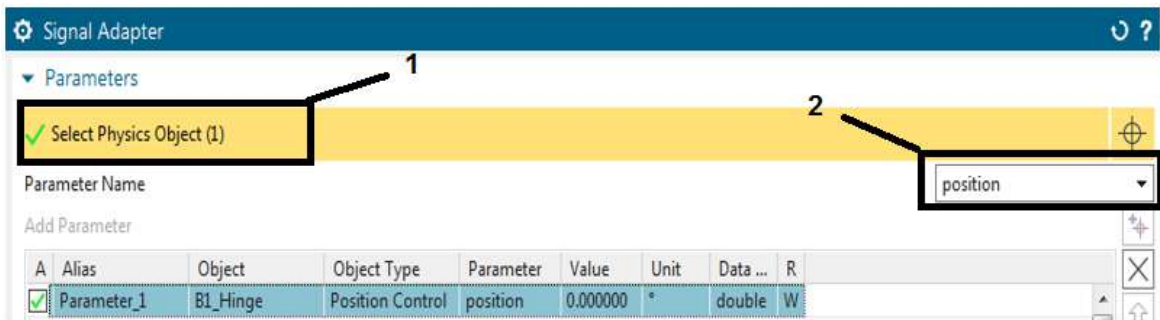 Signal Adapter ?
Parameters 1
Select Physics Object (1) 2
Parameter Name position
Add Parameter
A Alias Object Object Type Parameter Value Unit Data ... R
Parameter_1 B1_Hinge Position Control position 0.000000 ° double W